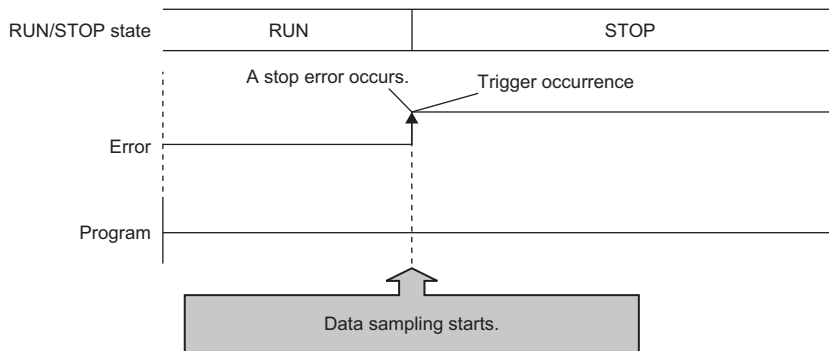 RUN/STOP state
RUN
STOP
A stop error occurs.
Trigger occurrence
Error
Program
Data sampling starts.